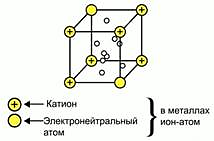 Катион
Электронейтральный
атом
в металлах
ион-атом